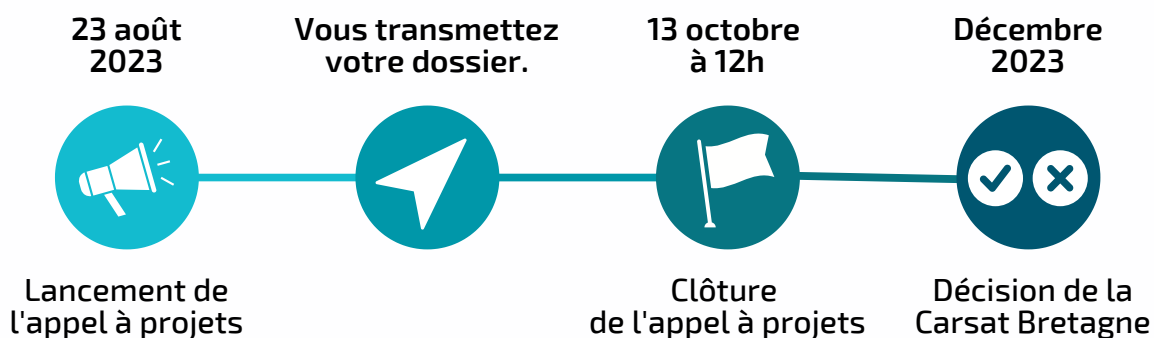 23 août
2023
Vous transmettez
votre dossier.
13 octobre
à 12h
Décembre
2023
Lancement de
l'appel à projets
Clôture
de l'appel à projets
Décision de la
Carsat Bretagne